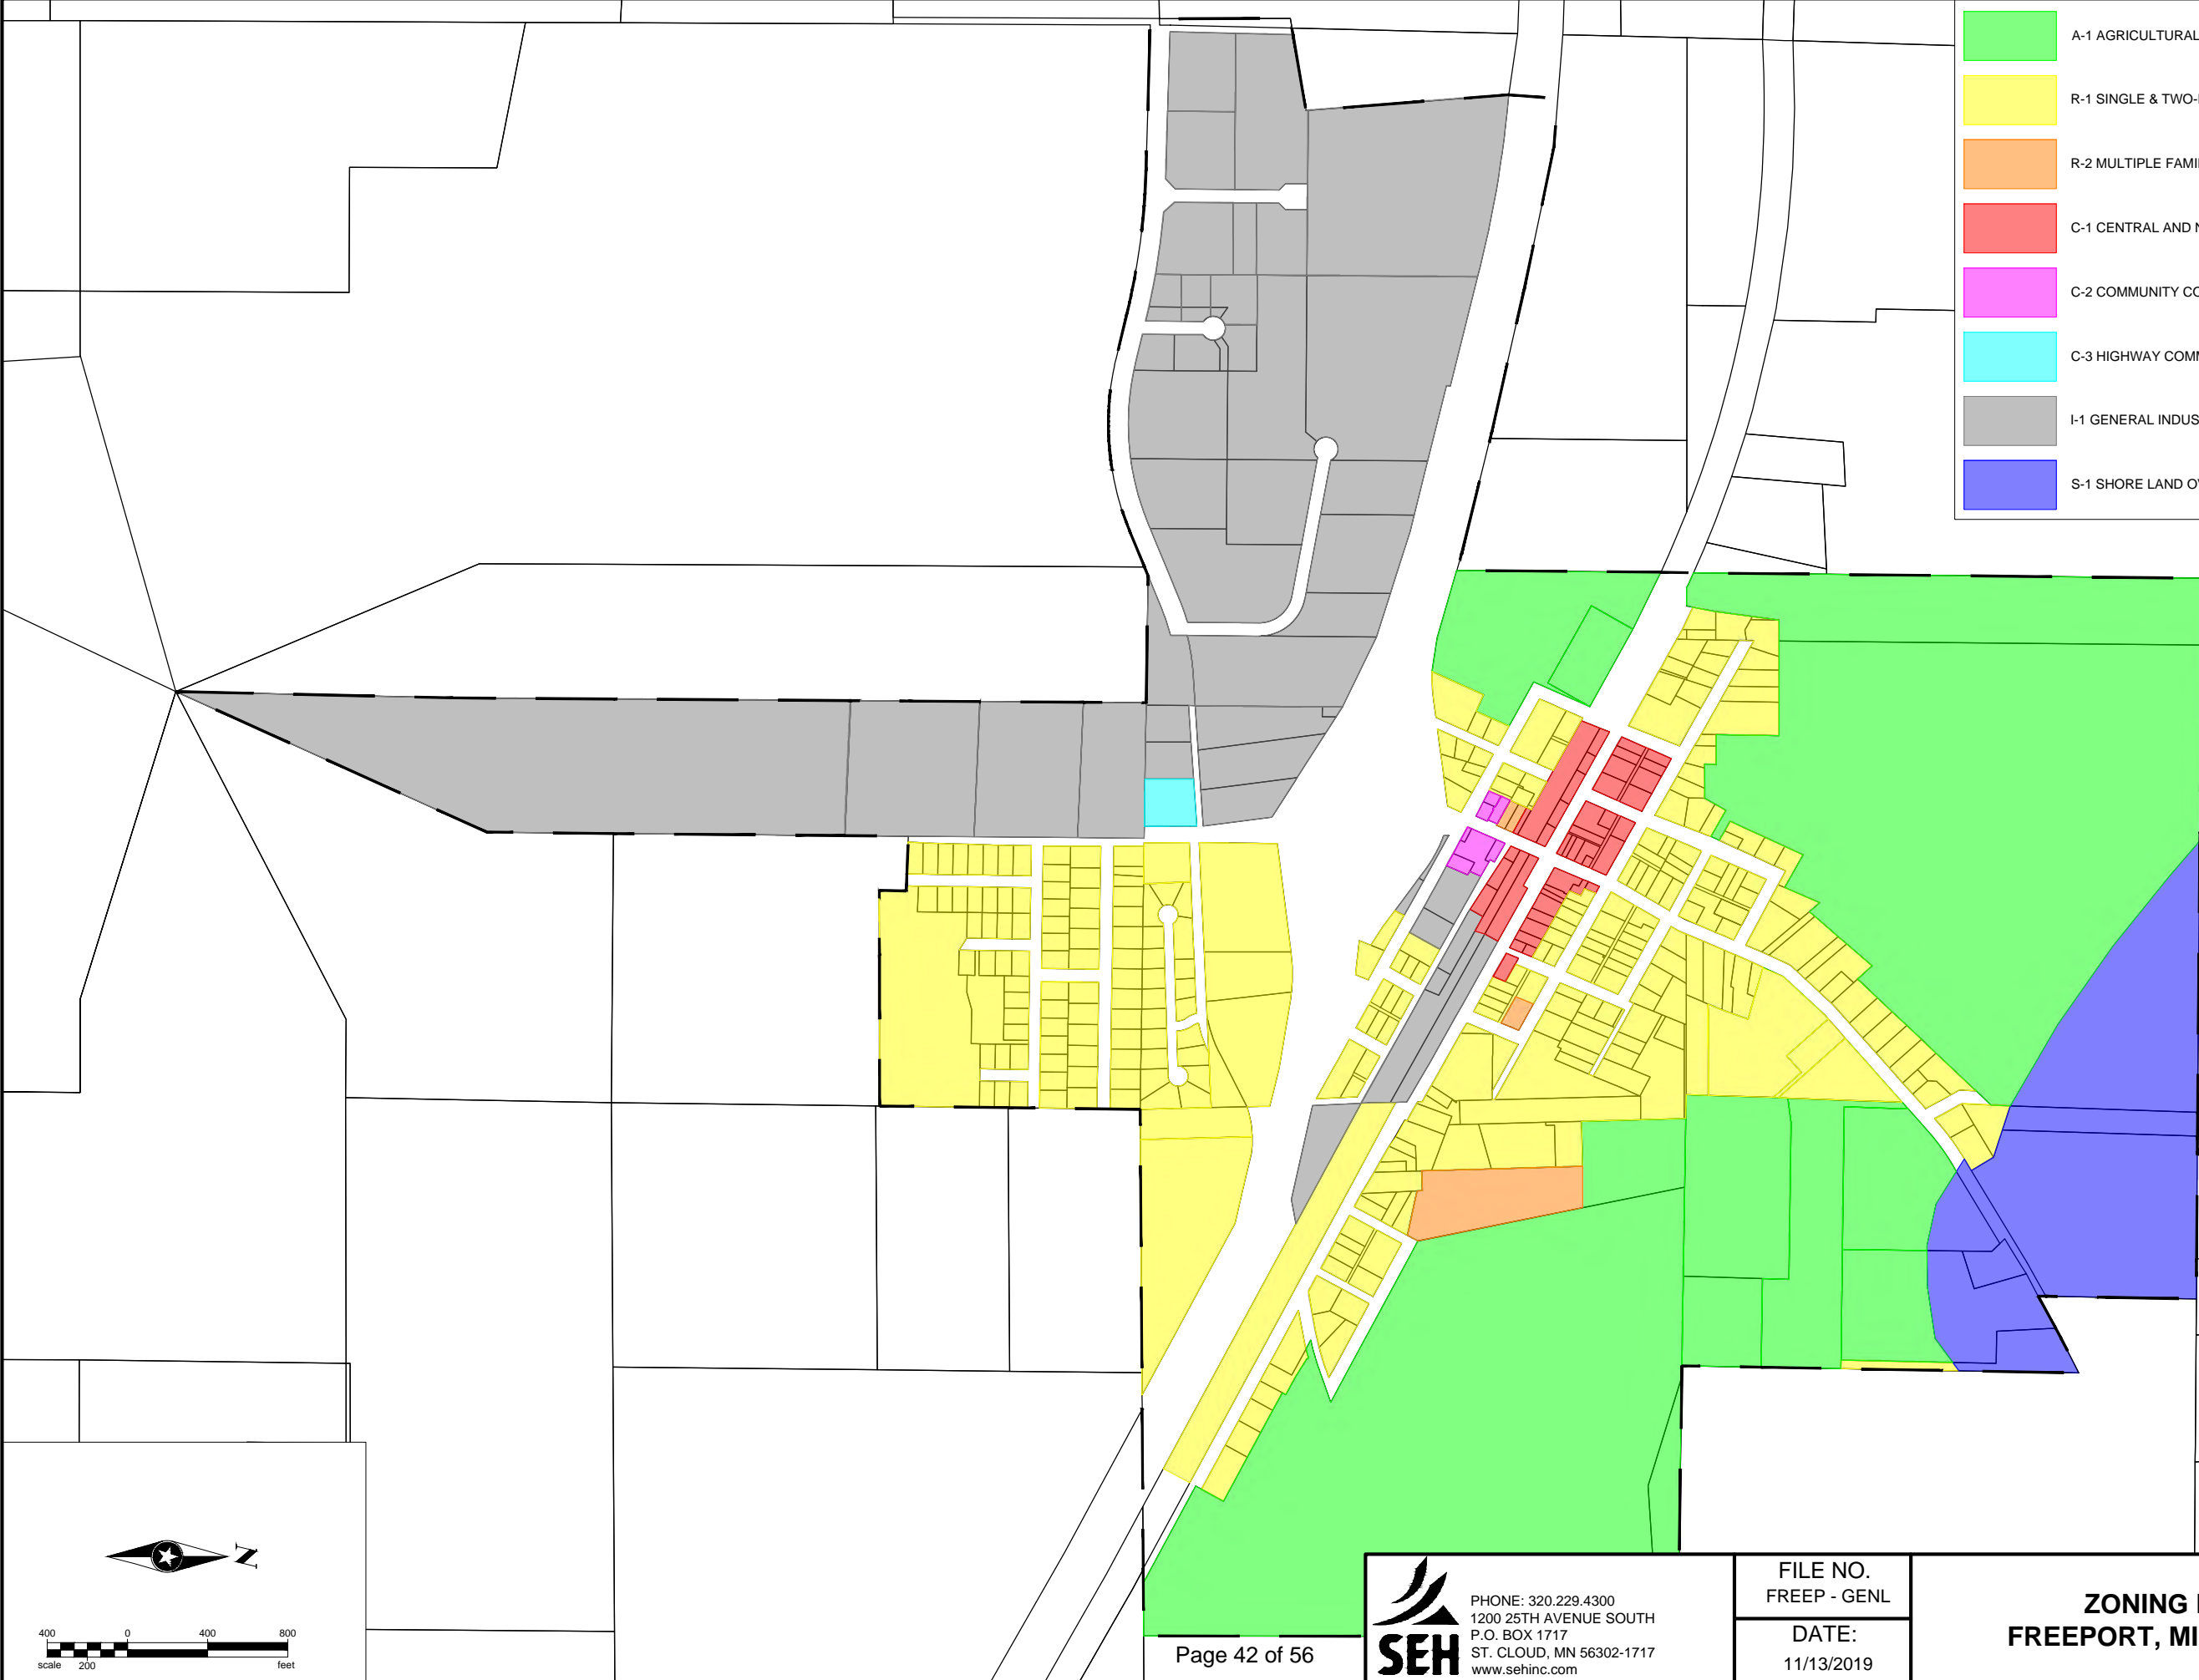 A-1 AGRICULTURAL
R-1 SINGLE & TWO-
R-2 MULTIPLE FAMI
C-1 CENTRAL AND N
C-2 COMMUNITY CO
C-3 HIGHWAY COMM
I-1 GENERAL INDUS
S-1 SHORE LAND OV
N
400 0 400 800
scale 200 feet
Page 42 of 56
SEH
PHONE: 320.229.4300
1200 25TH AVENUE SOUTH
P.O. BOX 1717
ST. CLOUD, MN 56302-1717
www.sehinc.com
FILE NO.
FREEP - GENL
DATE:
11/13/2019
ZONING
FREEPORT, MI